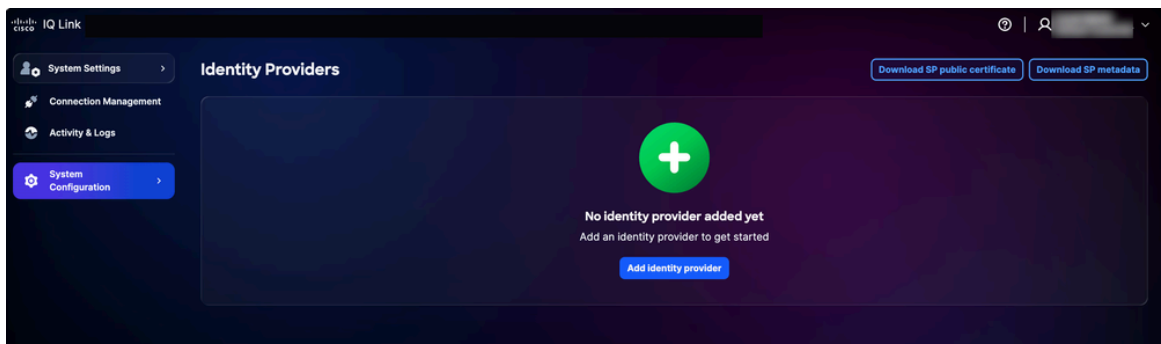 CISCO IQ Link
System Settings
Connection Management
Activity & Logs
System
Configuration
Identity Providers
Download SP public certificate
Download SP metadata
No identity provider added yet
Add an identity provider to get started
Add identity provider